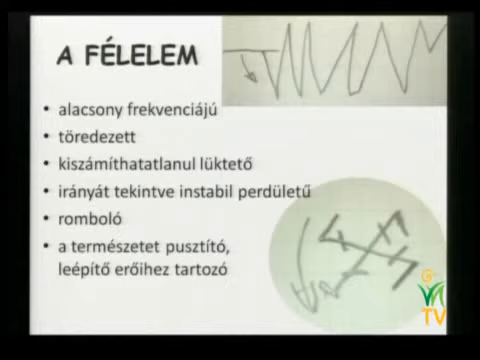 A FÉLELEM
• alacsony frekvenciájú
• töredezett
• kiszámíthatatlanul lüktető
• irányát tekintve instabil perdületű
• romboló
• a természetet pusztító,
leépítő erőihez tartozó
TV